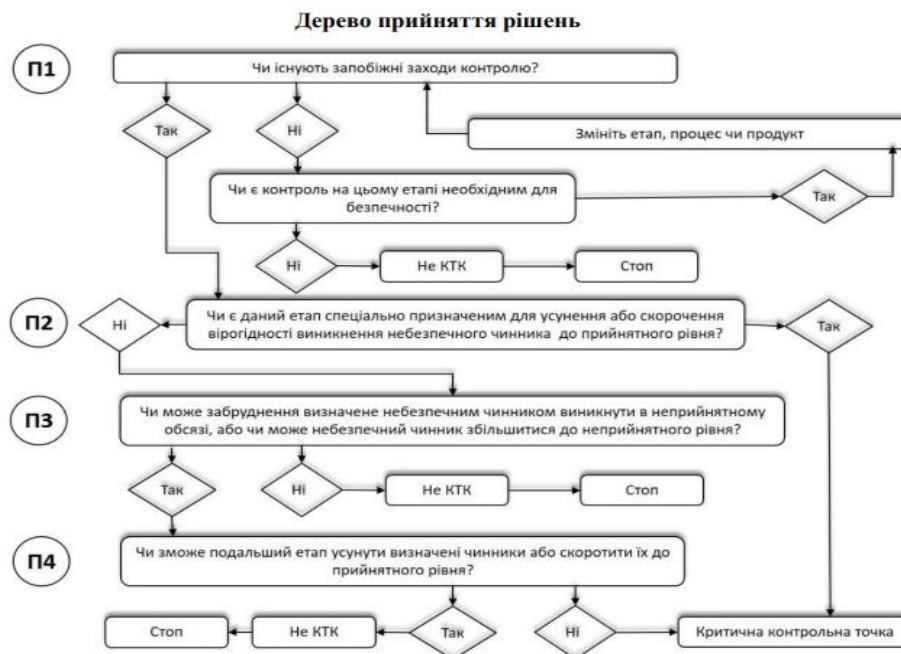 Дерево прийняття рішень
П1
Чи існують запобіжні заходи контролю?
Так
Ні
Змініть етап, процес чи продукт
Чи є контроль на цьому етапі необхідним для
безпечності?
Так
Ні
Не КТК
Стоп
П2
Ні
Чи є даний етап спеціально призначеним для усунення або скорочення
вірогідності виникнення небезпечного чинника до прийнятного рівня?
Так
П3
Чи може забруднення визначене небезпечним чинником виникнути в неприйнятному
обсязі, або чи може небезпечний чинник збільшитися до неприйнятного рівня?
Так
Ні
Не КТК
Стоп
П4
Чи зможе подальший етап усунути визначені чинники або скоротити їх до
прийнятного рівня?
Стоп
Не КТК
Так
Ні
Критична контрольна точка